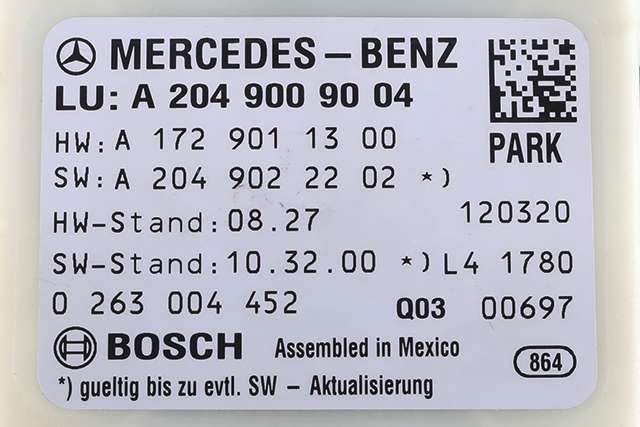 MERCEDES-BENZ
LU: A 204 900 90 04
PARK
HW: A 172 901 13 00
SW: A 204 902 22 02 *)
HW-Stand: 08.27 120320
SW-Stand: 10.32.00 *) L4 1780
0 263 004 452 Q03 00697
BOSCH Assembled in Mexico 864
*) gueltig bis zu evtl. SW - Aktualisierung